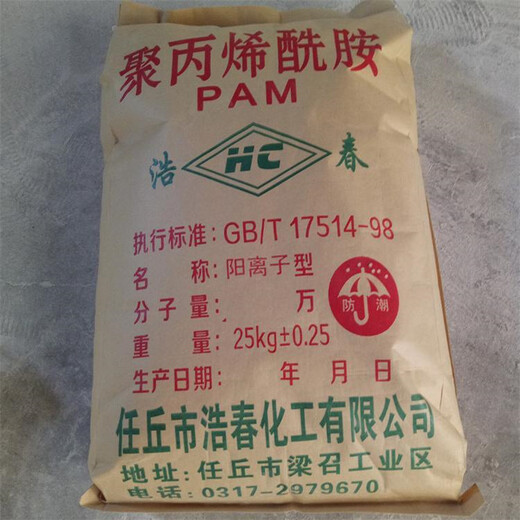 聚丙烯酰胺
PAM
浩 HC 春
执行标准: GB/T 17514-98
名 称: 阳离子型
分子量: 万
防潮
重 量: 25kg±0.25
生产日期: 年 月 日
任丘市浩春化工有限公司
地址: 任丘市梁召工业区
电话: 0317-2979670